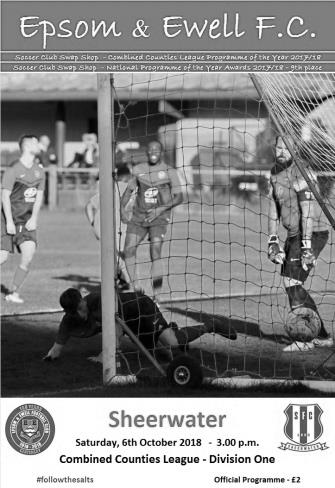 Epsom & Ewell F.C.
Soccer Club Swap Shop - Combined Counties League Programme of the Year 2017/18
Soccer Club Swap Shop - National Programme of the Year Awards 2017/18 - 9th place
Sheerwater
Saturday, 6th October 2018 - 3.00 p.m.
Combined Counties League - Division One
#followthesalts
Official Programme - £2
SFC
SHEERWATER